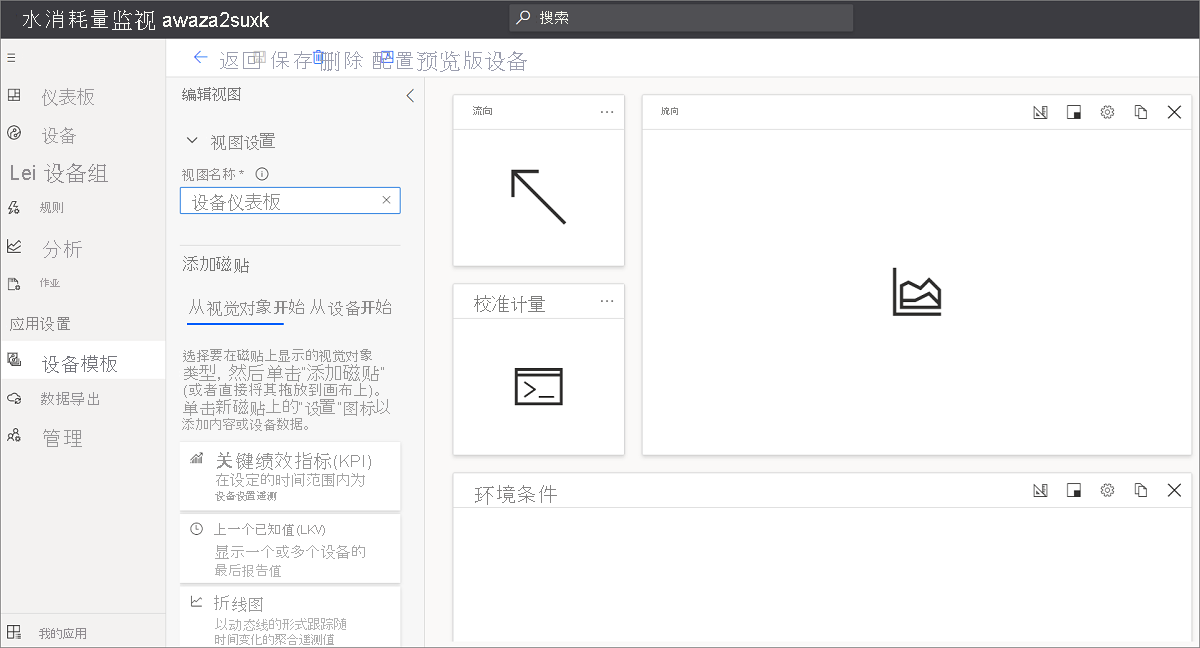 水消耗量监视 awaza2suxk
搜索
返回 保存 删除 配置预览版设备
仪表板
设备
Lei 设备组
规则
分析
作业
应用设置
设备模板
数据导出
管理
我的应用
编辑视图
视图设置
视图名称 *
设备仪表板
添加磁贴
从视觉对象开始 从设备开始
选择要在磁贴上显示的视觉对象
类型, 然后单击"添加磁贴"
(或者直接将其拖放到画布上)。
单击新磁贴上的"设置"图标以
添加内容或设备数据。
关键绩效指标(KPI)
在设定的时间范围内为
设备设置遥测
上一个已知值(LKV)
显示一个或多个设备的
最后报告值
折线图
以动态线的形式跟踪随
时间变化的聚合遥测值
流向
流向
校准计量
环境条件